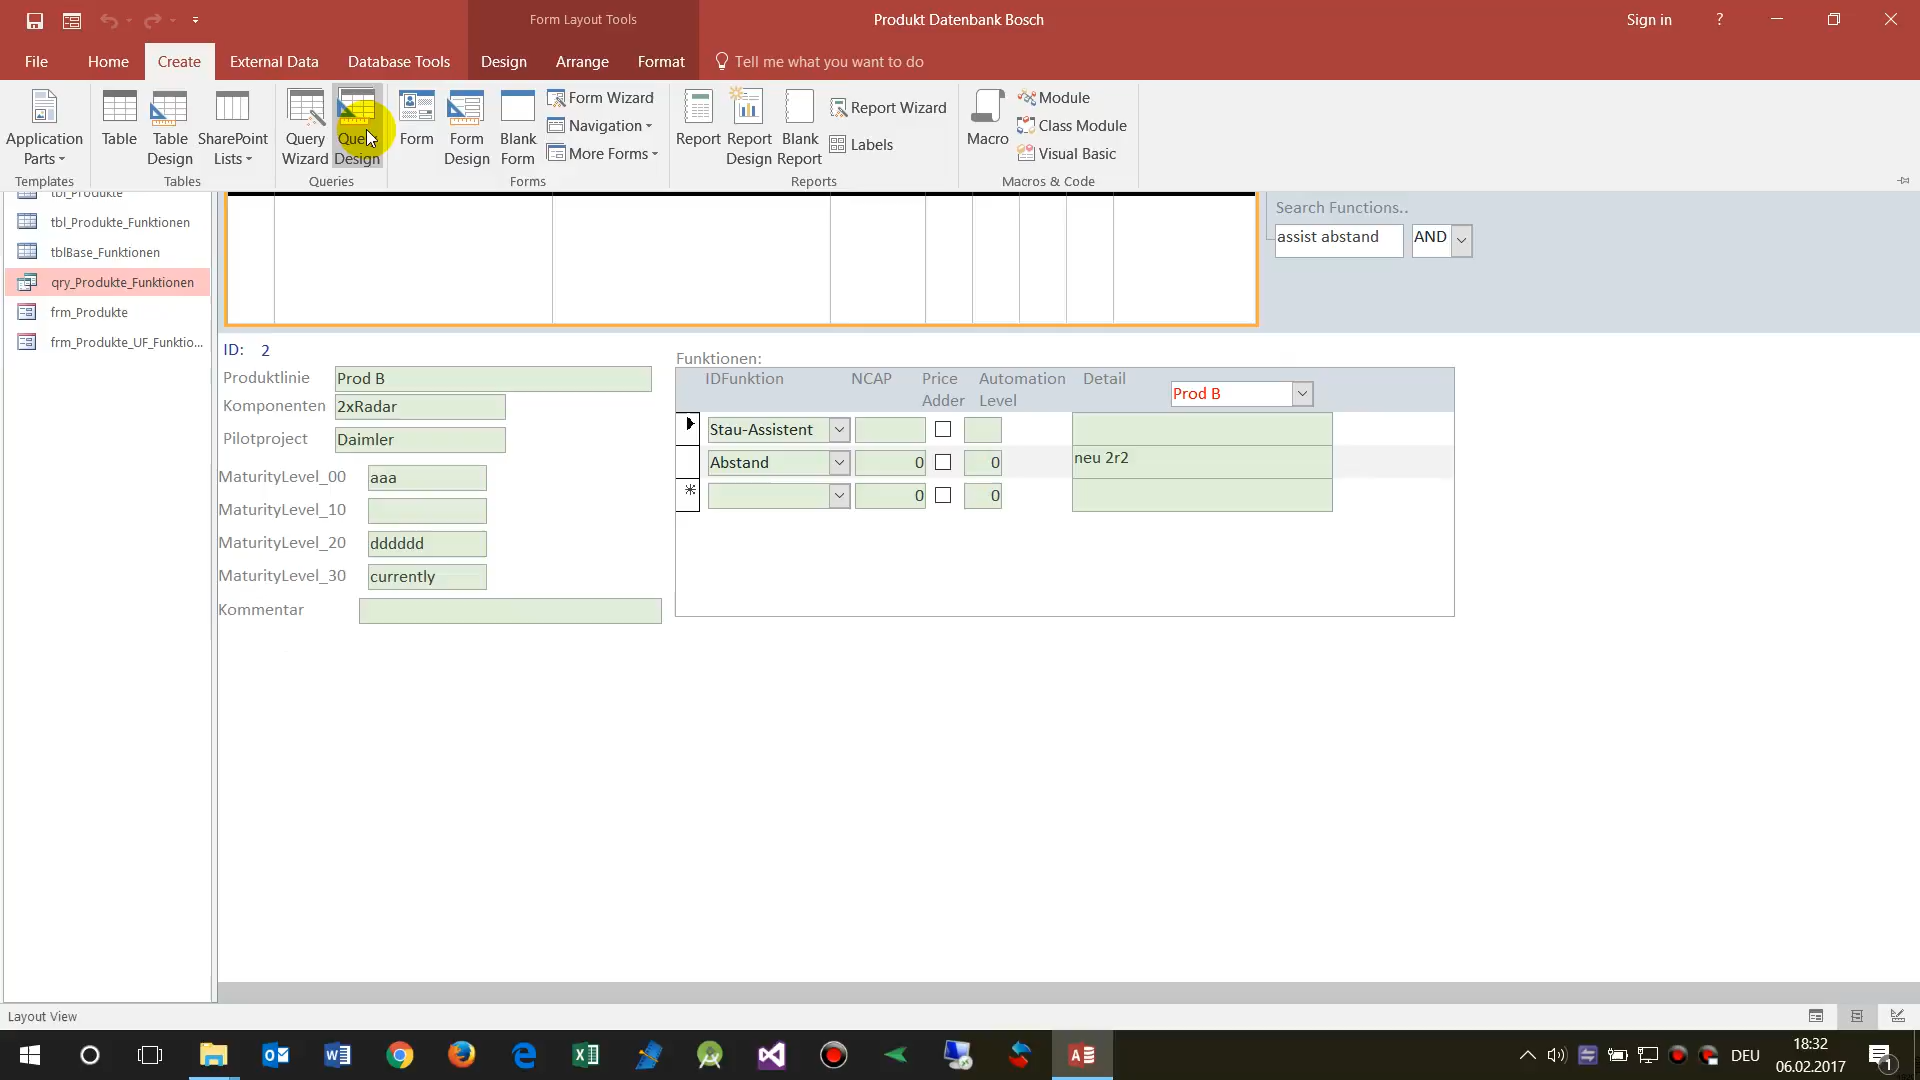 Form Layout Tools
Produkt Datenbank Bosch
Sign in
?
File
Home
Create
External Data
Database Tools
Design
Arrange
Format
Tell me what you want to do
Application Parts
Table
Table Design
SharePoint Lists
Query Wizard
Query Design
Form
Form Design
Blank Form
Form Wizard
Navigation
More Forms
Report
Report Design
Blank Report
Report Wizard
Labels
Macro
Module
Class Module
Visual Basic
Templates
Tables
Queries
Forms
Reports
Macros & Code
tbl_Produkte
tbl_Produkte_Funktionen
tblBase_Funktionen
qry_Produkte_Funktionen
frm_Produkte
frm_Produkte_UF_Funktio...
Search Functions..
assist abstand
AND
ID: 2
Produktlinie Prod B
Komponenten 2xRadar
Pilotproject Daimler
MaturityLevel_00 aaa
MaturityLevel_10
MaturityLevel_20 dddddd
MaturityLevel_30 currently
Kommentar
Funktionen:
IDFunktion NCAP Price Adder Automation Level Detail
Prod B
Stau-Assistent
Abstand 0 0 neu 2r2
0 0
Layout View
DEU
18:32
06.02.2017
1